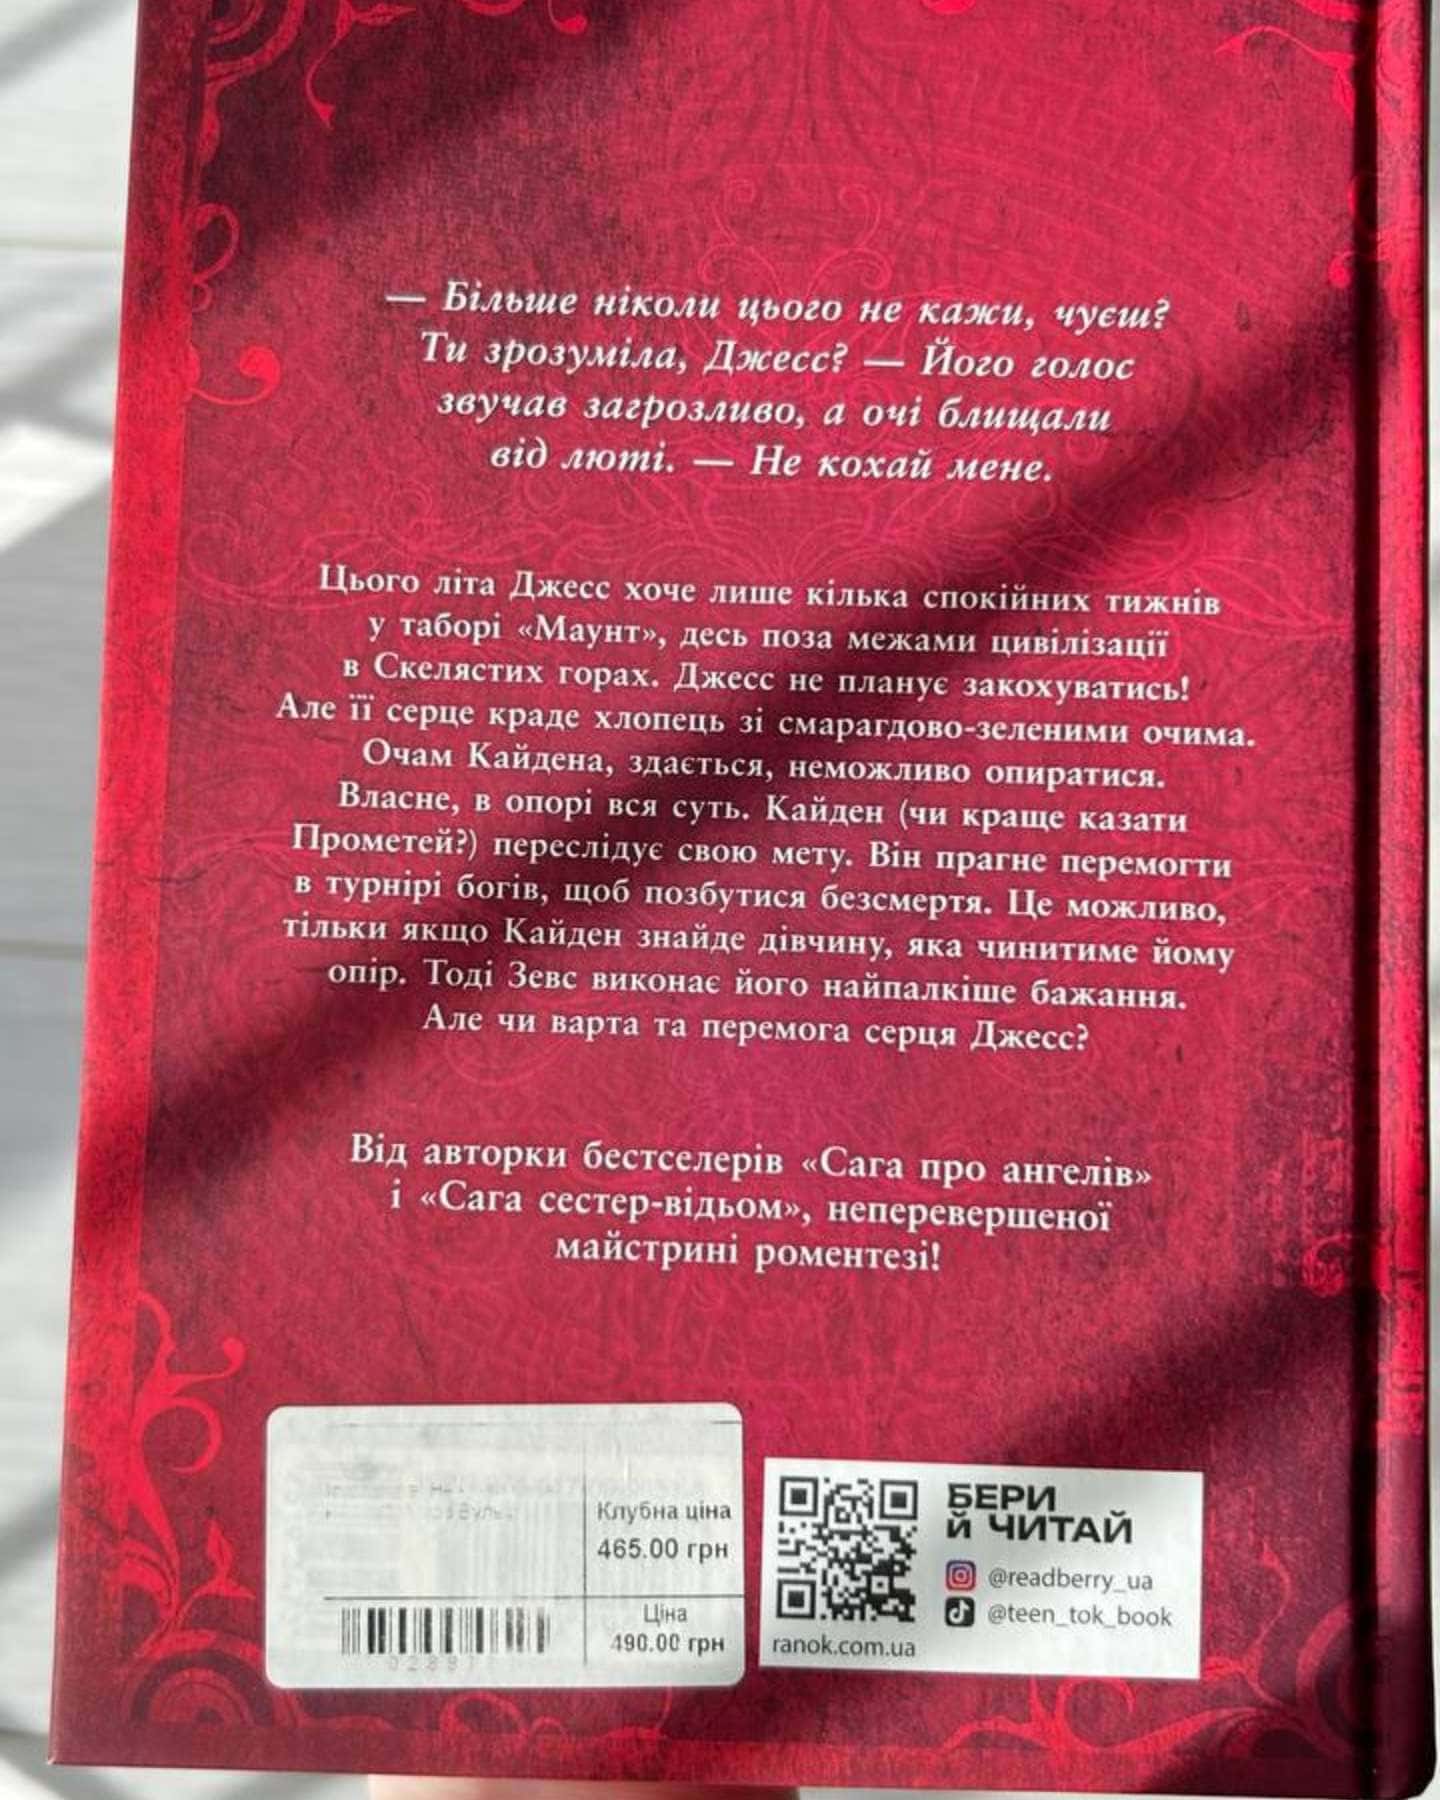 — Більше ніколи цього не кажи, чуєш?
Ти зрозуміла, Джесс? — Його голос
звучав загрозливо, а очі блищали
від люті. — Не кохай мене.
Цього літа Джесс хоче лише кілька спокійних тижнів
у таборі «Маунт», десь поза межами цивілізації
в Скелястих горах. Джесс не планує закохуватись!
Але її серце краде хлопець зі смарагдово-зеленими очима.
Очам Кайдена, здається, неможливо опиратися.
Власне, в опорі вся суть. Кайден (чи краще казати
Прометей?) переслідує свою мету. Він прагне перемогти
в турнірі богів, щоб позбутися безсмертя. Це можливо,
тільки якщо Кайден знайде дівчину, яка чинитиме йому
опір. Тоді Зевс виконає його найпалкіше бажання.
Але чи варта та перемога серця Джесс?
Від авторки бестселерів «Сага про ангелів»
і «Сага сестер-відьом», неперевершеної
майстрині роментезі!
Клубна ціна
465.00 грн
Ціна
490.00 грн
БЕРИ
Й ЧИТАЙ
@readberry_ua
@teen_tok_book
ranok.com.ua